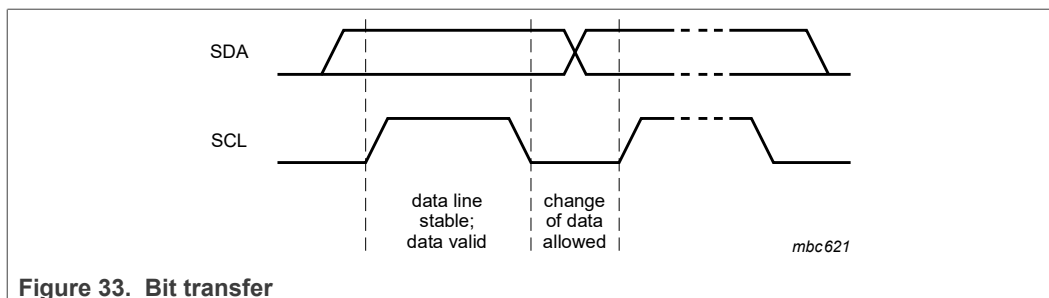 SDA
SCL
data line
stable;
data valid
change
of data
allowed
mbc621
Figure 33. Bit transfer